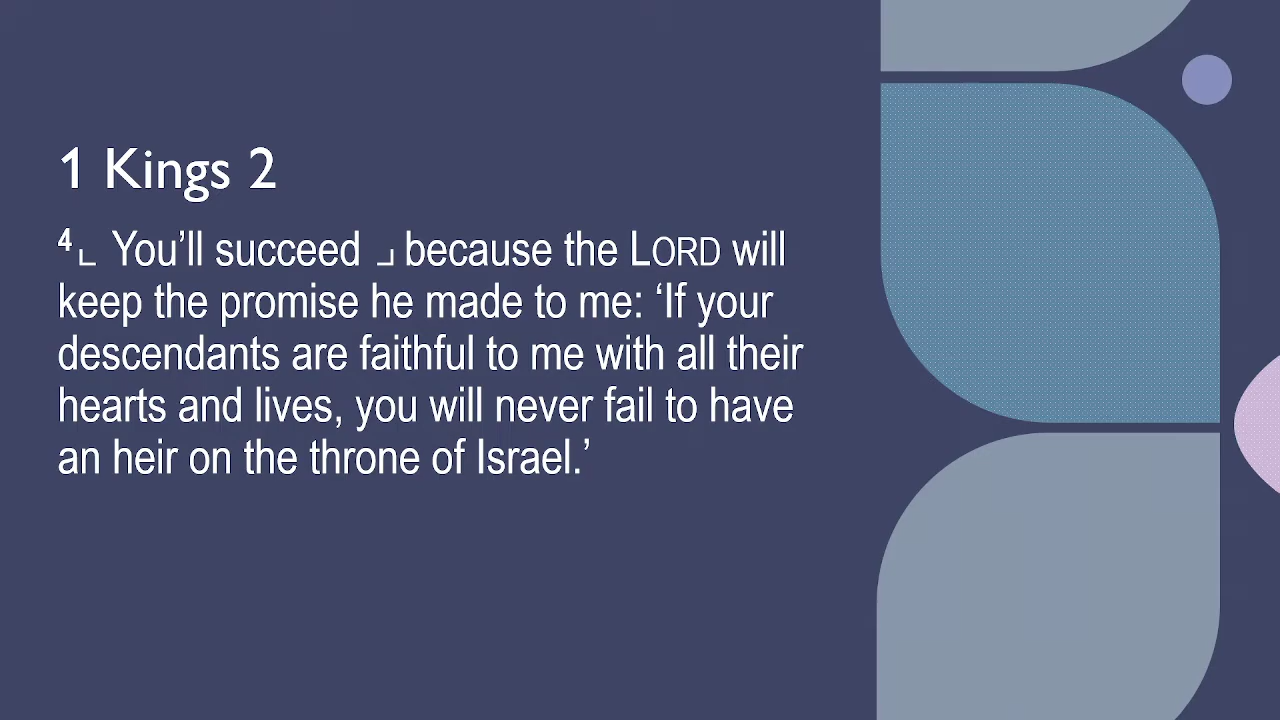 1 Kings 2
4⌞ You’ll succeed ⌟because the LORD will
keep the promise he made to me: ‘If your
descendants are faithful to me with all their
hearts and lives, you will never fail to have
an heir on the throne of Israel.’